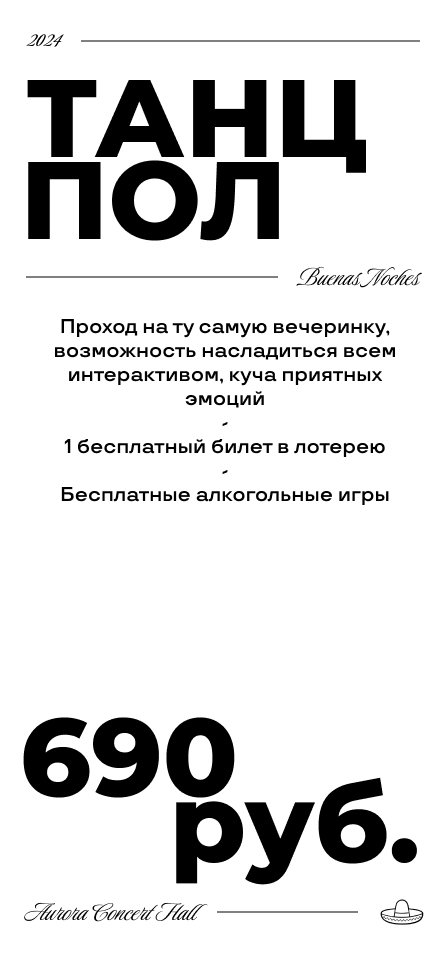 2024
ТАНЦ
ПОЛ
Buenas Noches
Проход на ту самую вечеринку,
возможность насладиться всем
интерактивом, куча приятных
эмоций
-
1 бесплатный билет в лотерею
-
Бесплатные алкогольные игры
690
руб.
Aurora Concert Hall